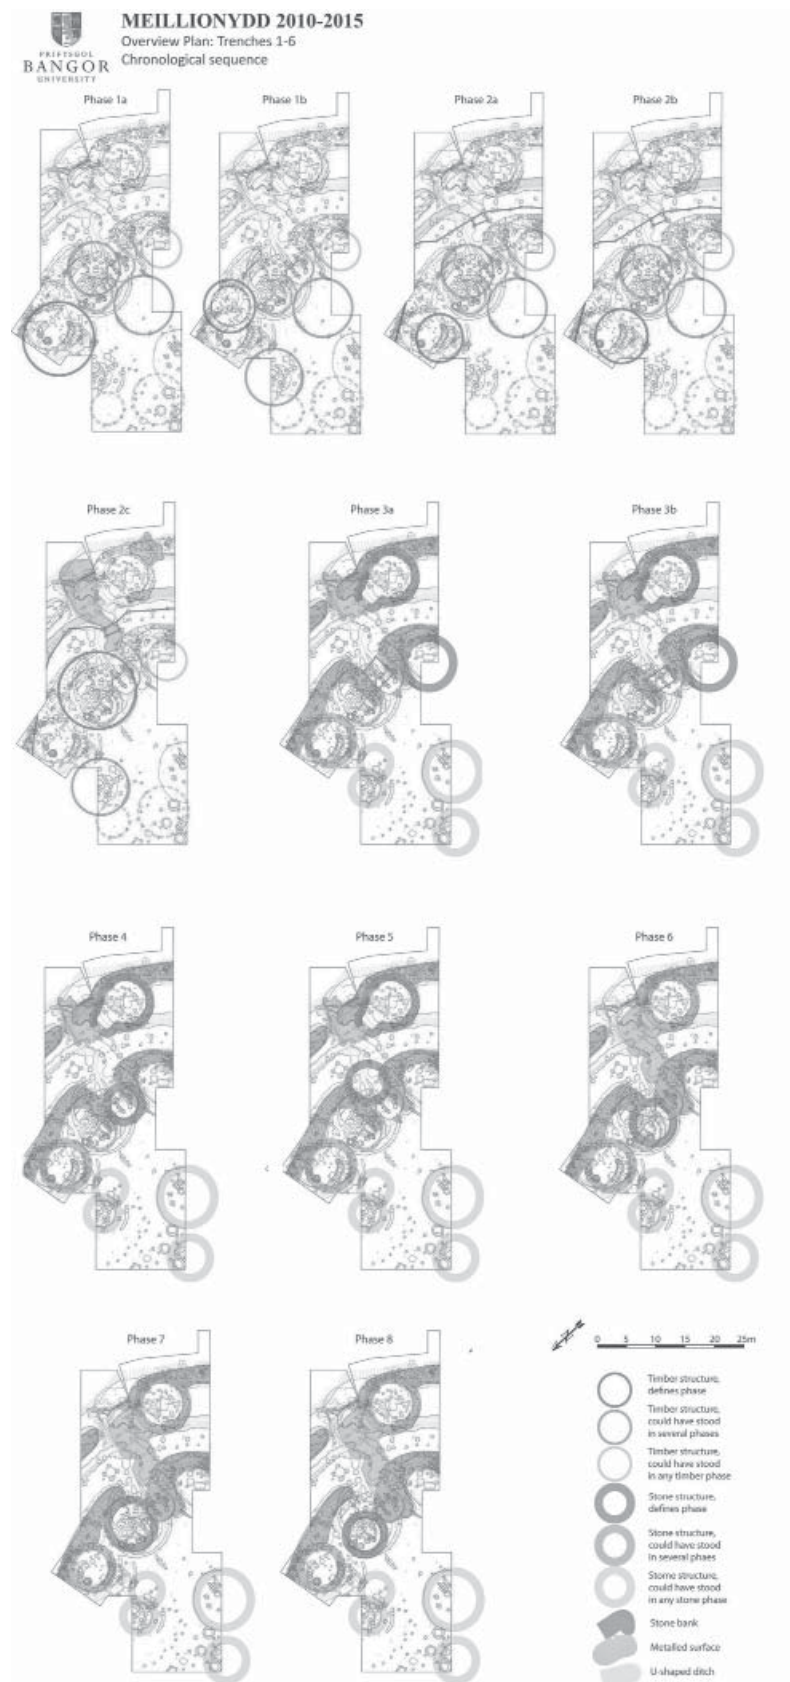 MEILLIONYDD 2010-2015
Overview Plan: Trenches 1-6
Chronological sequence
PRIFYSGOL
BANGOR
UNIVERSITY
Phase 1a
Phase 1b
Phase 2a
Phase 2b
Phase 2c
Phase 3a
Phase 3b
Phase 4
Phase 5
Phase 6
Phase 7
Phase 8
0 5 10 15 20 25m
Timber structure,
defines phase
Timber structure,
could have stood
in several phases
Timber structure,
could have stood
in any timber phase
Stone structure,
defines phase
Stone structure,
could have stood
in several phaes
Stome structure,
could have stood
in any stone phase
Stone bank
Metalled surface
U-shaped ditch